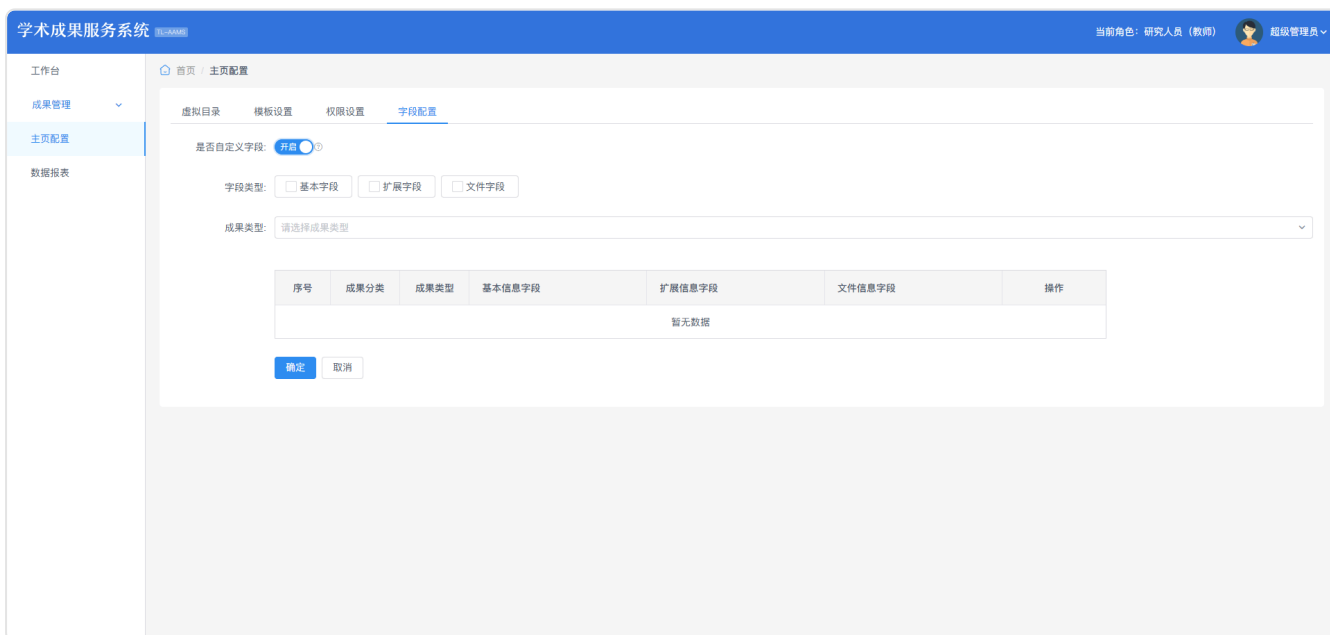 学术成果服务系统 TL-AAMS 当前角色: 研究人员（教师） 超级管理员
工作台 首页 / 主页配置
成果管理
主页配置
数据报表
虚拟目录 模板设置 权限设置 字段配置
是否自定义字段: 开启
字段类型: 基本字段 扩展字段 文件字段
成果类型: 请选择成果类型
序号 成果分类 成果类型 基本信息字段 扩展信息字段 文件信息字段 操作
暂无数据
确定 取消